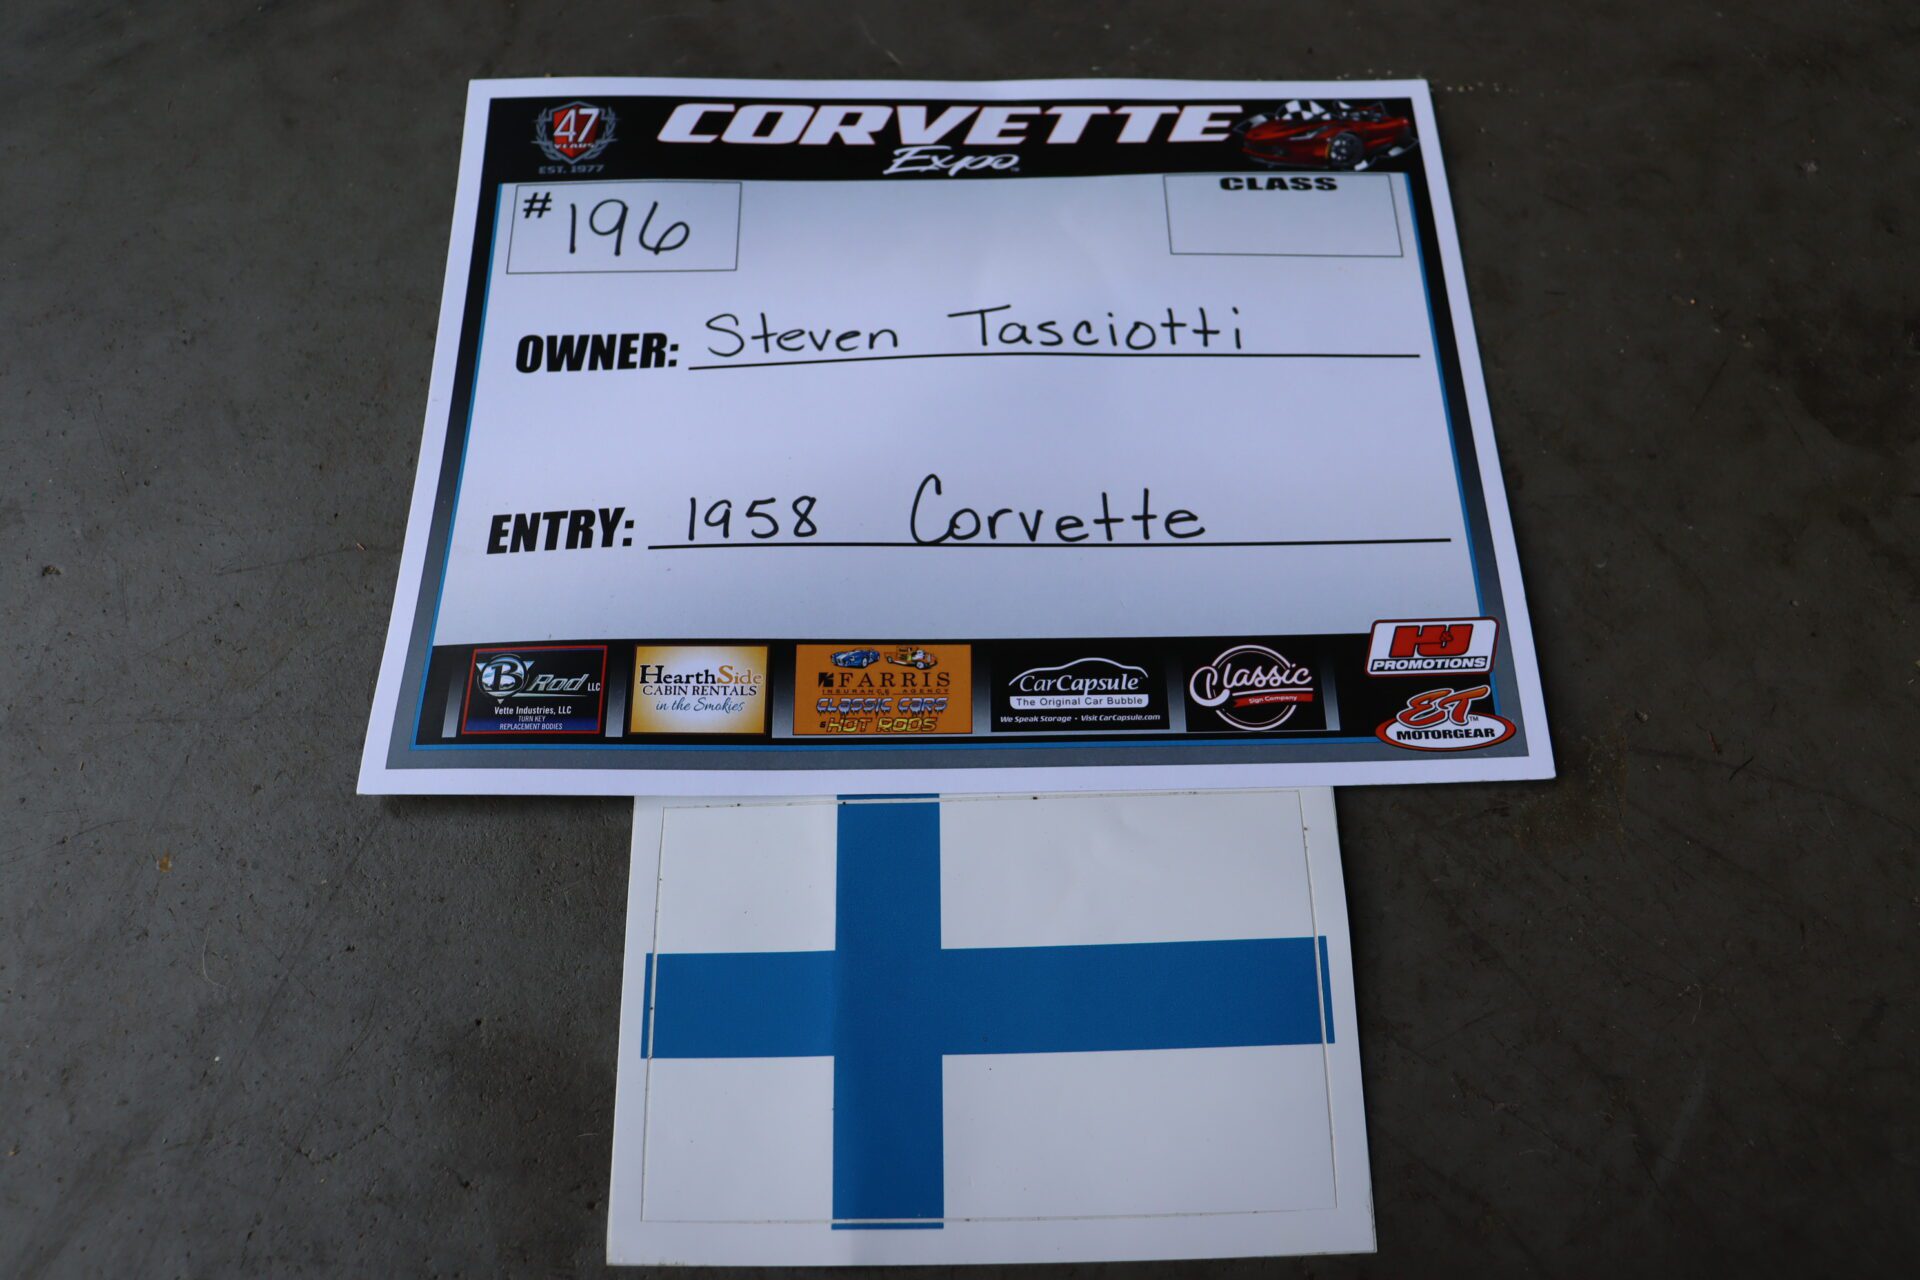 47
YEARS
EST. 1977
CORVETTE
Expo
# 196
CLASS
OWNER: Steven Tasciotti
ENTRY: 1958 Corvette
B Rod LLC
Vette Industries, LLC
TURN KEY
REPLACEMENT BODIES
HearthSide
CABIN RENTALS
in the Smokies
FARRIS
INSURANCE AGENCY
CLASSIC CARS
& HOT RODS
CarCapsule
The Original Car Bubble
We Speak Storage • Visit CarCapsule.com
Classic
Sign Company
H&J
PROMOTIONS
ET™
MOTORGEAR